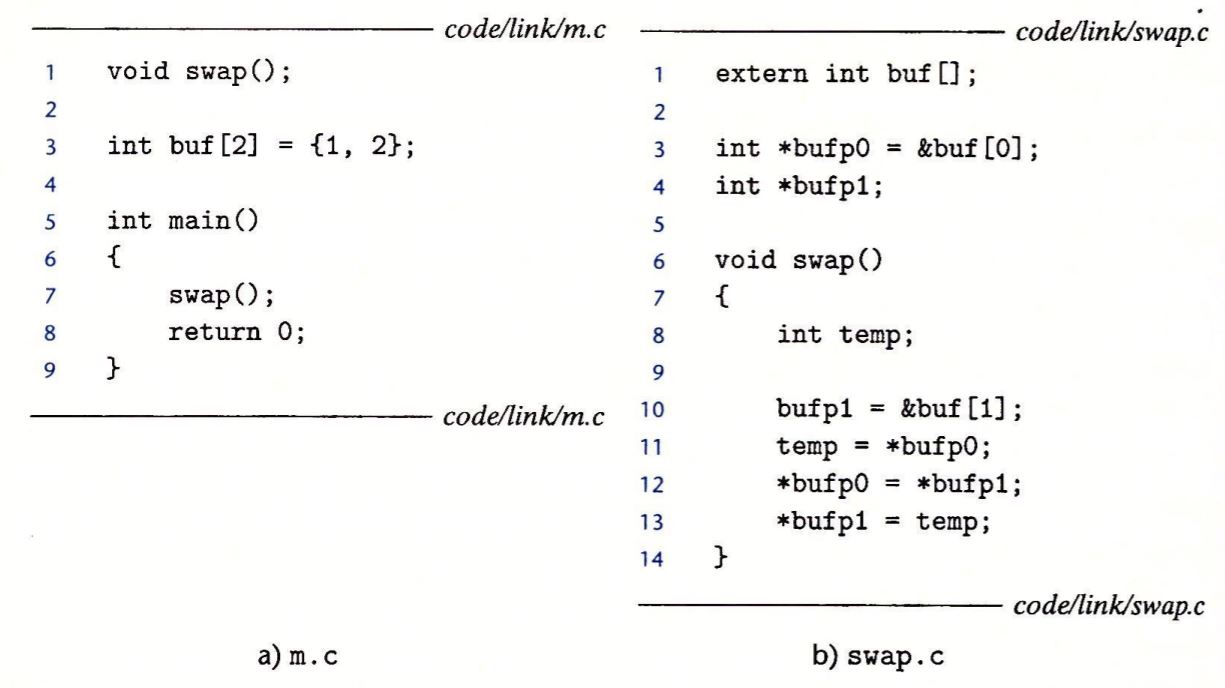 code/link/m.c
1 void swap();
2
3 int buf[2] = {1, 2};
4
5 int main()
6 {
7     swap();
8     return 0;
9 }
code/link/m.c
a) m.c
code/link/swap.c
1 extern int buf[];
2
3 int *bufp0 = &buf[0];
4 int *bufp1;
5
6 void swap()
7 {
8     int temp;
9
10     bufp1 = &buf[1];
11     temp = *bufp0;
12     *bufp0 = *bufp1;
13     *bufp1 = temp;
14 }
code/link/swap.c
b) swap.c